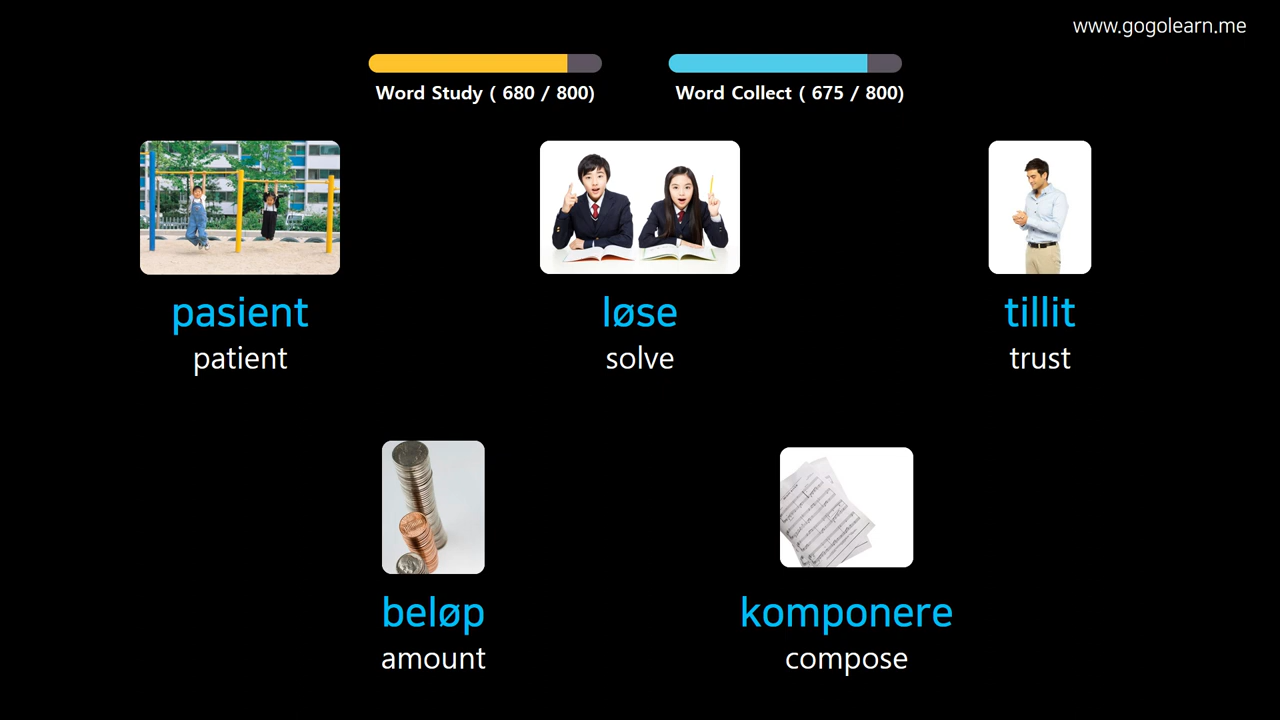 www.gogolearn.me
Word Study ( 680 / 800)
Word Collect ( 675 / 800)
pasient
patient
løse
solve
tillit
trust
beløp
amount
komponere
compose